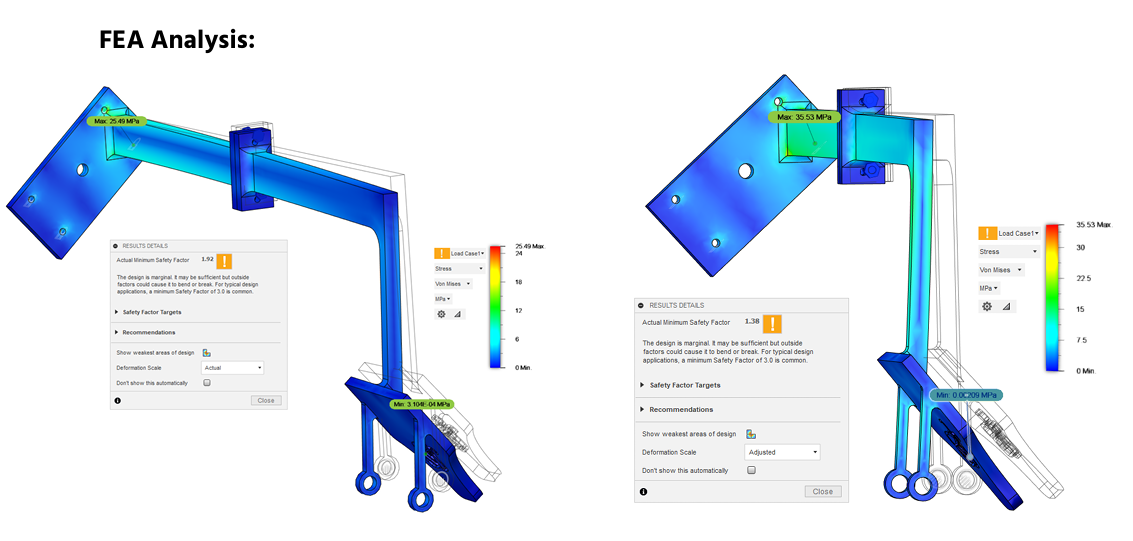 FEA Analysis:
Max: 25.49 MPa
RESULTS DETAILS
Actual Minimum Safety Factor 1.92
The design is marginal. It may be sufficient but outside
factors could cause it to bend or break. For typical design
applications, a minimum Safety Factor of 3.0 is common.
Safety Factor Targets
Recommendations
Show weakest areas of design
Deformation Scale Actual
Don't show this automatically
Close
Load Case1
Stress
Von Mises
MPa
25.49 Max.
24
18
12
6
0 Min.
Min: 3.104E-04 MPa
Max: 35.53 MPa
RESULTS DETAILS
Actual Minimum Safety Factor 1.38
The design is marginal. It may be sufficient but outside
factors could cause it to bend or break. For typical design
applications, a minimum Safety Factor of 3.0 is common.
Safety Factor Targets
Recommendations
Show weakest areas of design
Deformation Scale Adjusted
Don't show this automatically
Close
Load Case1
Stress
Von Mises
MPa
35.53 Max.
30
22.5
15
7.5
0 Min.
Min: 0.00209 MPa